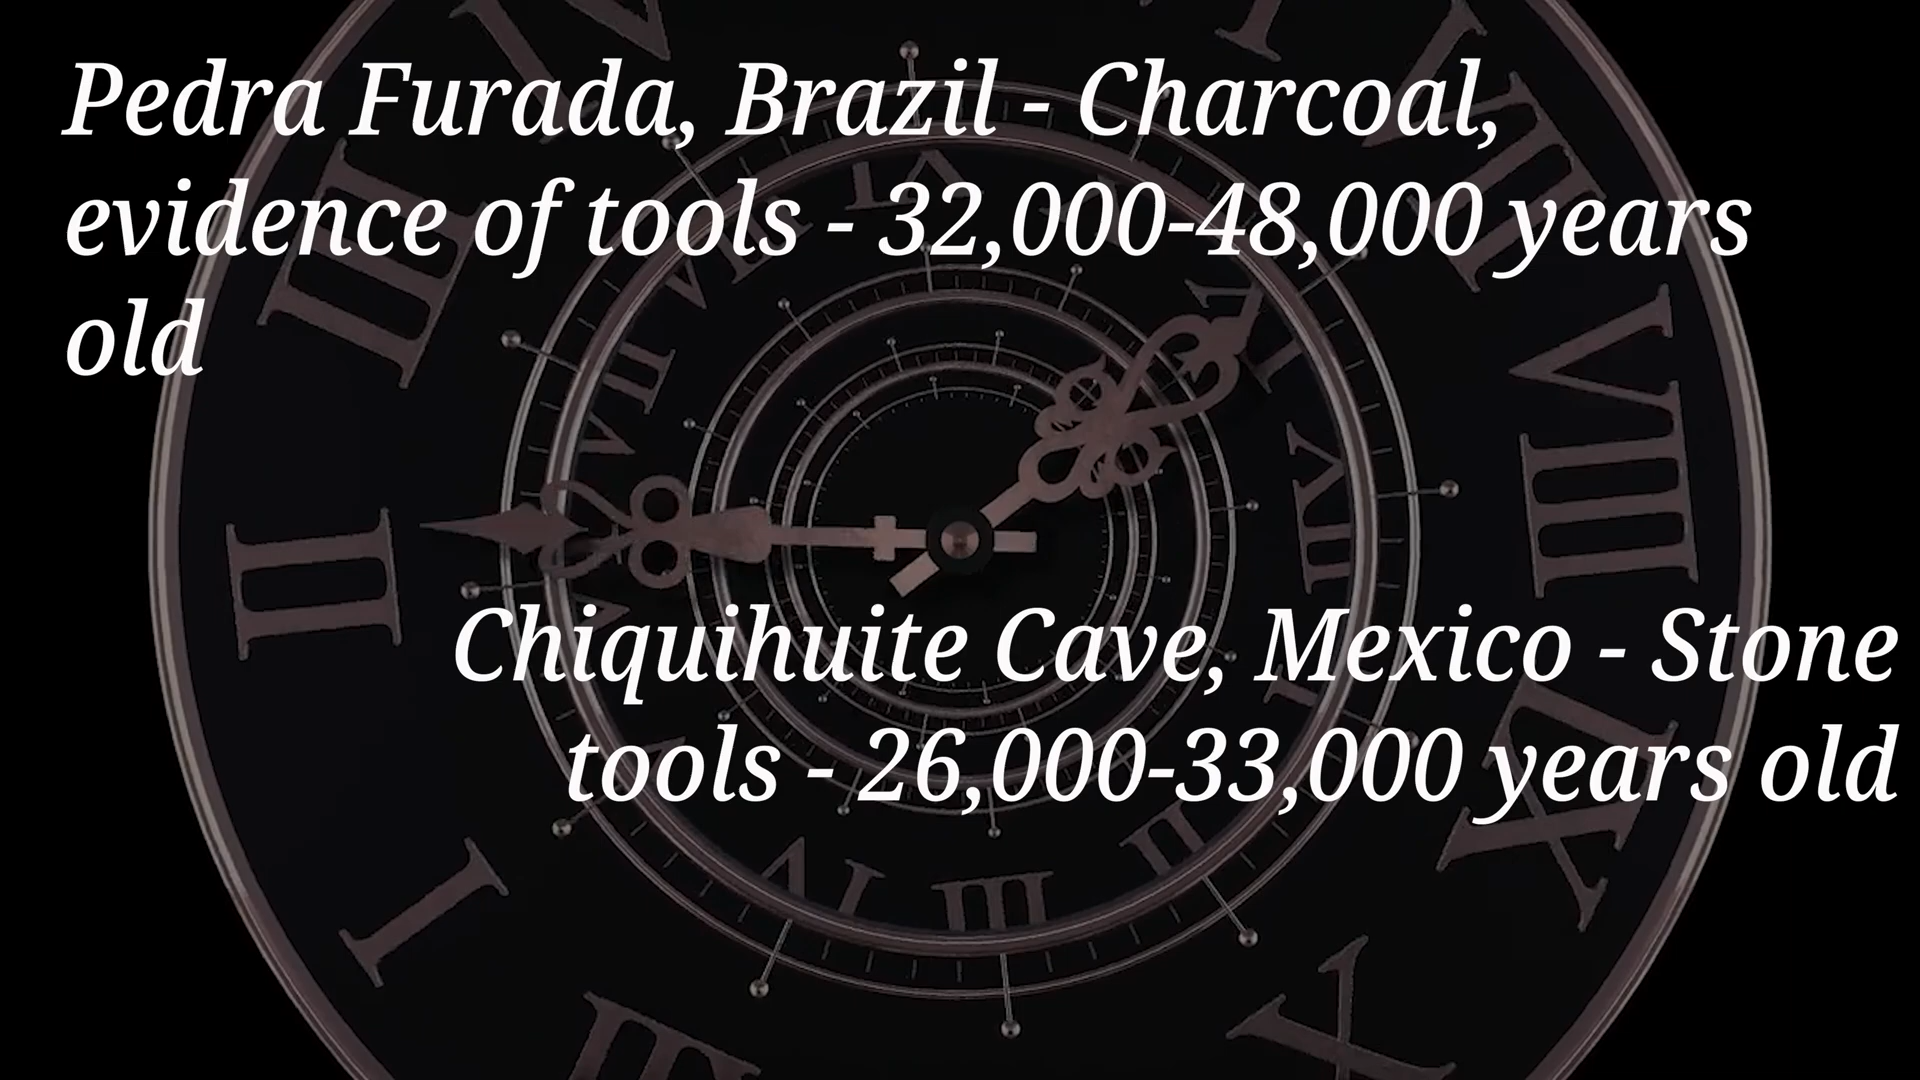 Pedra Furada, Brazil - Charcoal,
evidence of tools - 32,000-48,000 years
old
Chiquihuite Cave, Mexico - Stone
tools - 26,000-33,000 years old